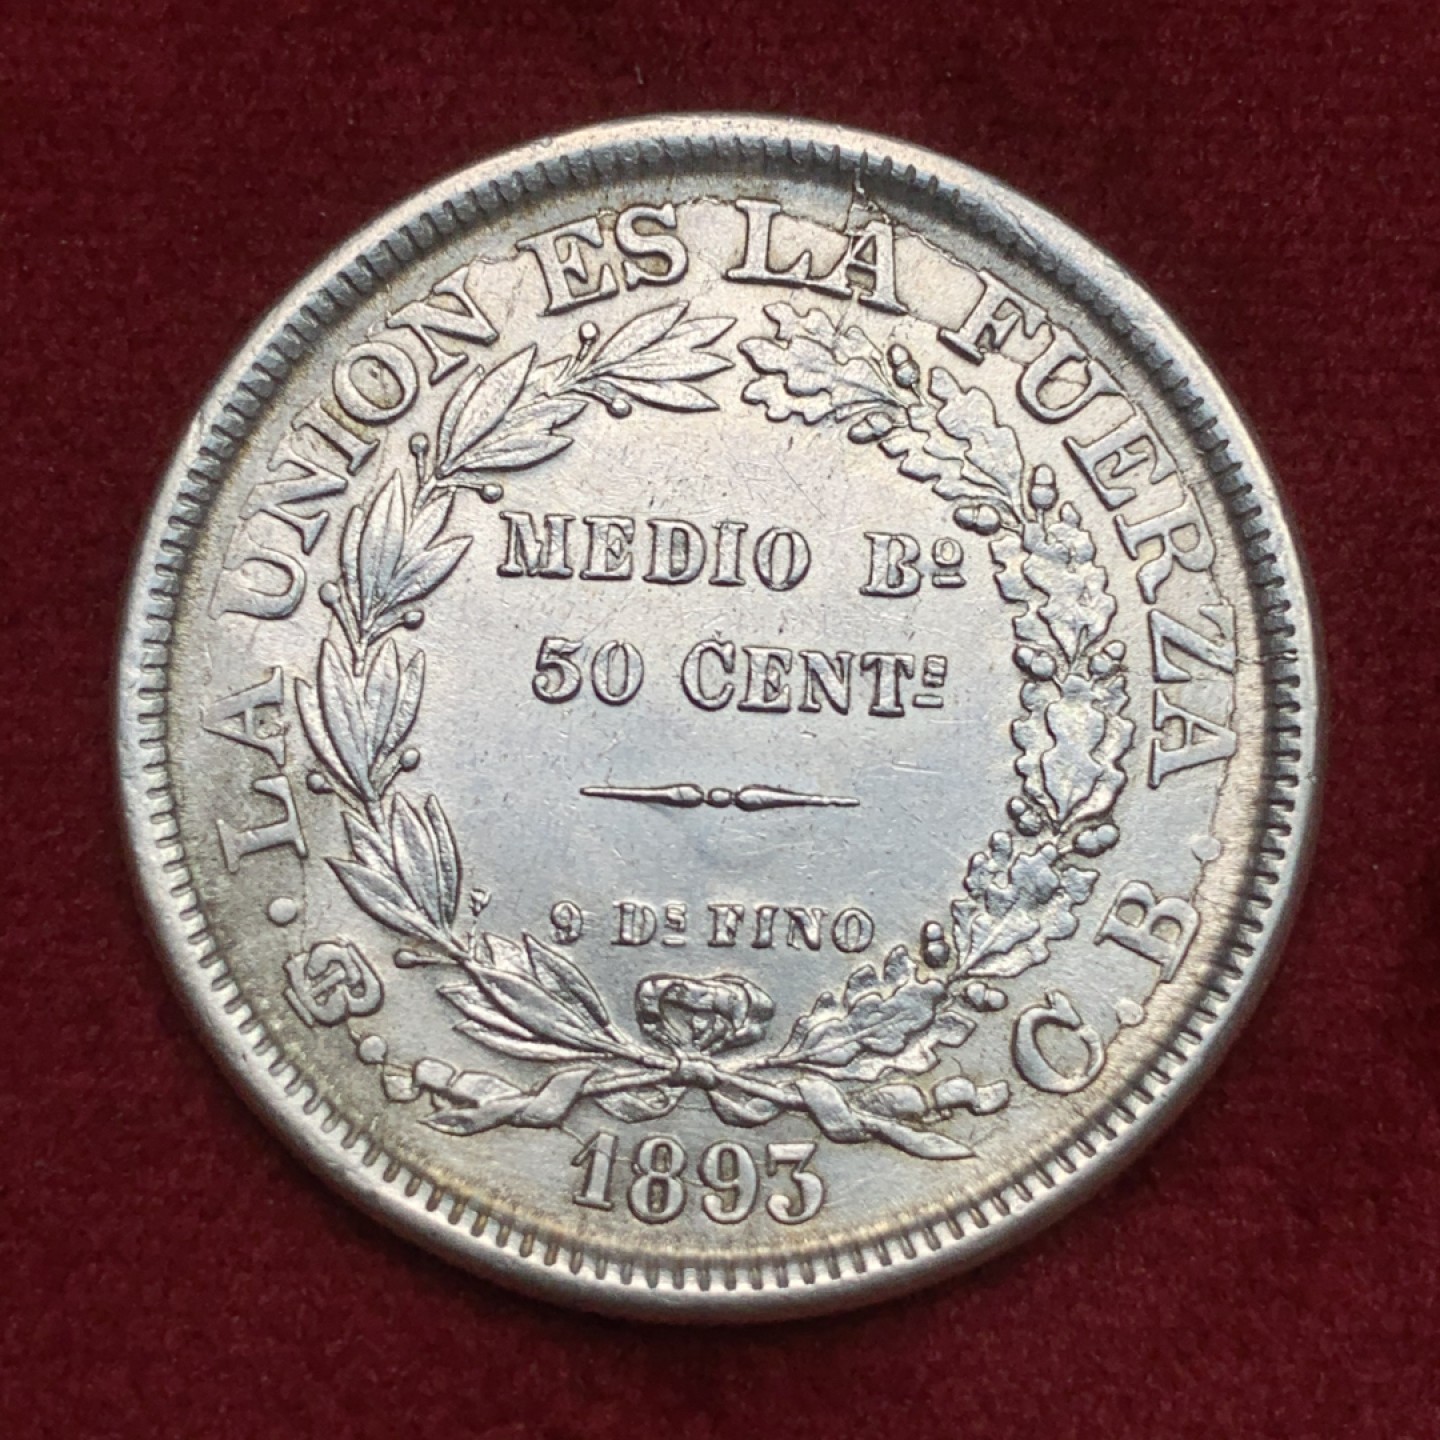 LA UNION ES LA FUERZA
MEDIO Bº
50 CENTS
9 DS FINO
C.B.
1893